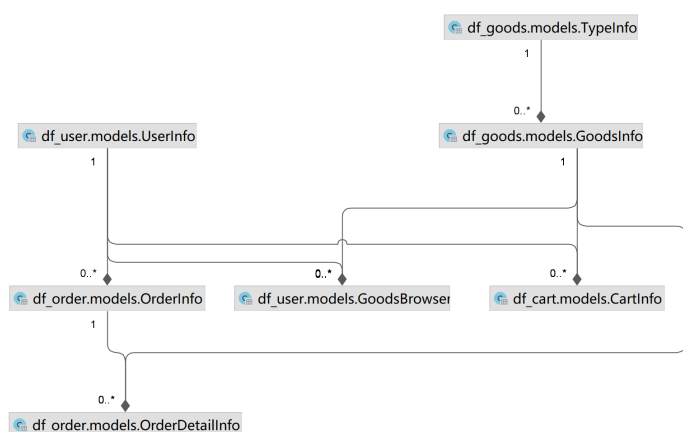 df_goods.models.TypeInfo
1
0..*
df_user.models.UserInfo
df_goods.models.GoodsInfo
1
1
0..*
0..*
0..*
df_order.models.OrderInfo
df_user.models.GoodsBrowser
df_cart.models.CartInfo
1
0..*
df_order.models.OrderDetailInfo